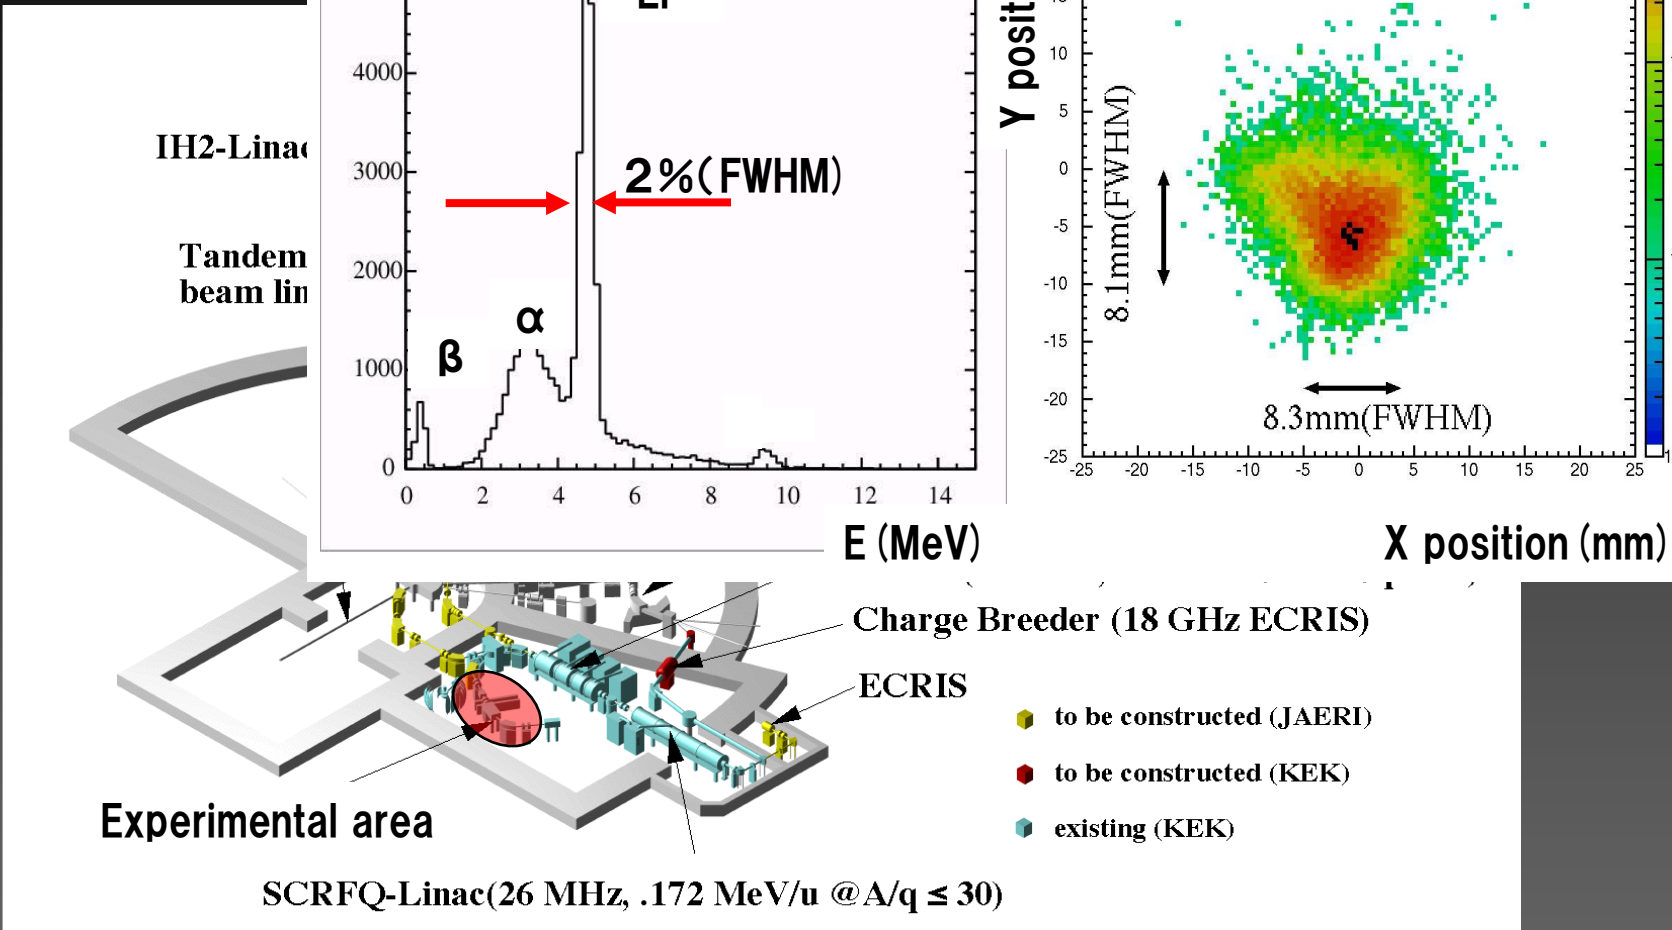 IH2-Linac
Tandem
beam lin
4000
3000
2000
1000
0
0 2 4 6 8 10 12 14
β
α
2%(FWHM)
E (MeV)
Y posit
10
5
0
-5
-10
-15
-20
-25
-25 -20 -15 -10 -5 0 5 10 15 20 25
8.1mm(FWHM)
8.3mm(FWHM)
X position (mm)
Charge Breeder (18 GHz ECRIS)
ECRIS
to be constructed (JAERI)
to be constructed (KEK)
existing (KEK)
Experimental area
SCRFQ-Linac(26 MHz, .172 MeV/u @A/q ≤ 30)